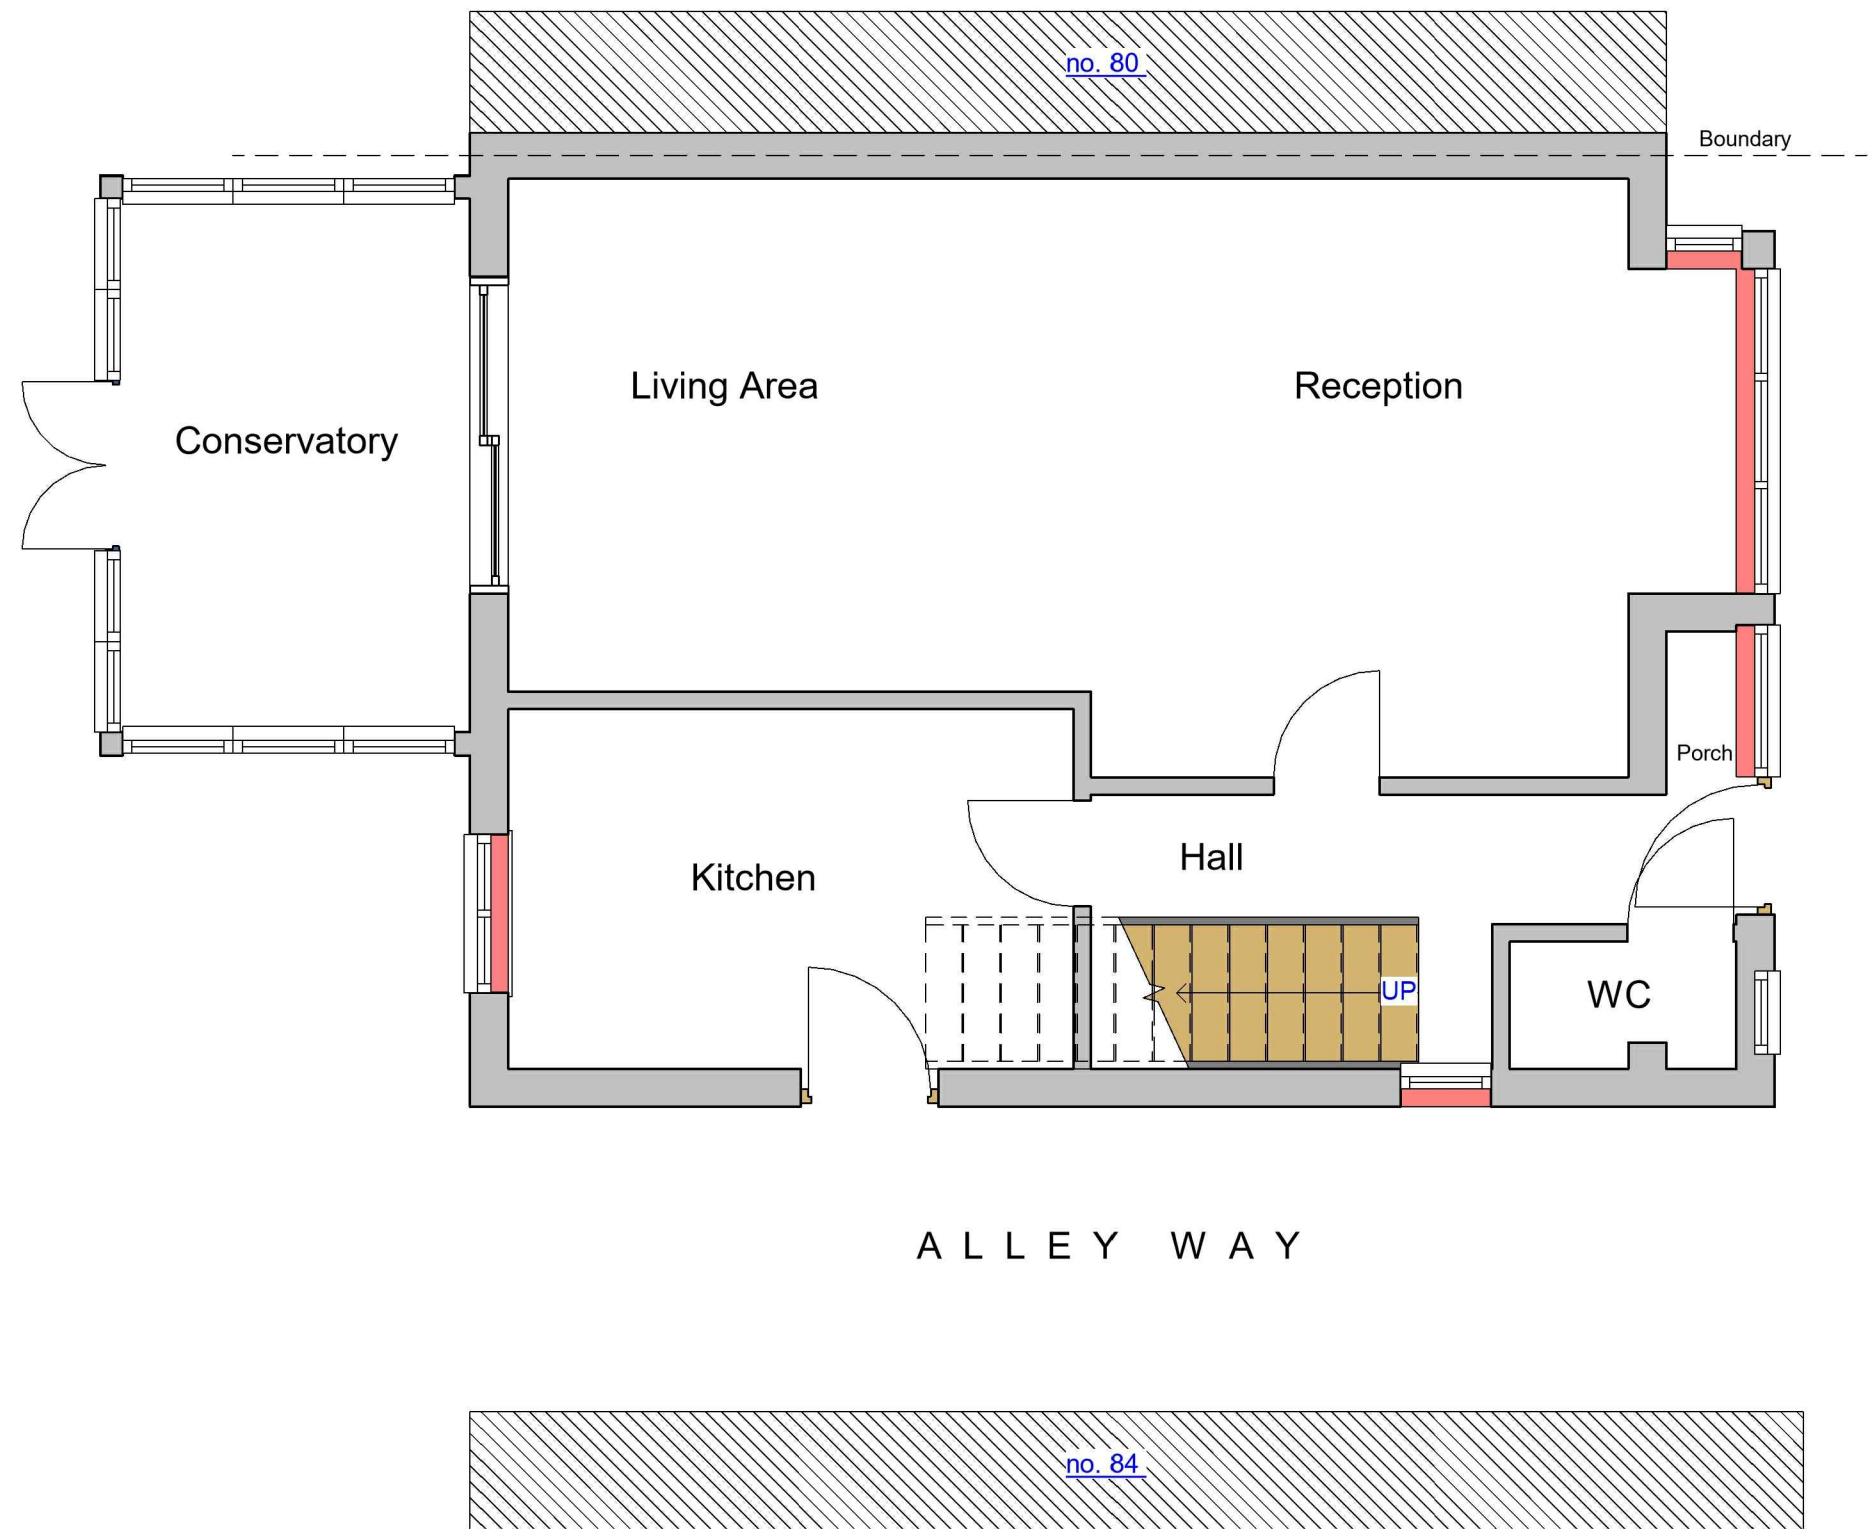 no. 80
Boundary
Living Area
Reception
Conservatory
Porch
Hall
Kitchen
UP
WC
ALLEY WAY
no. 84